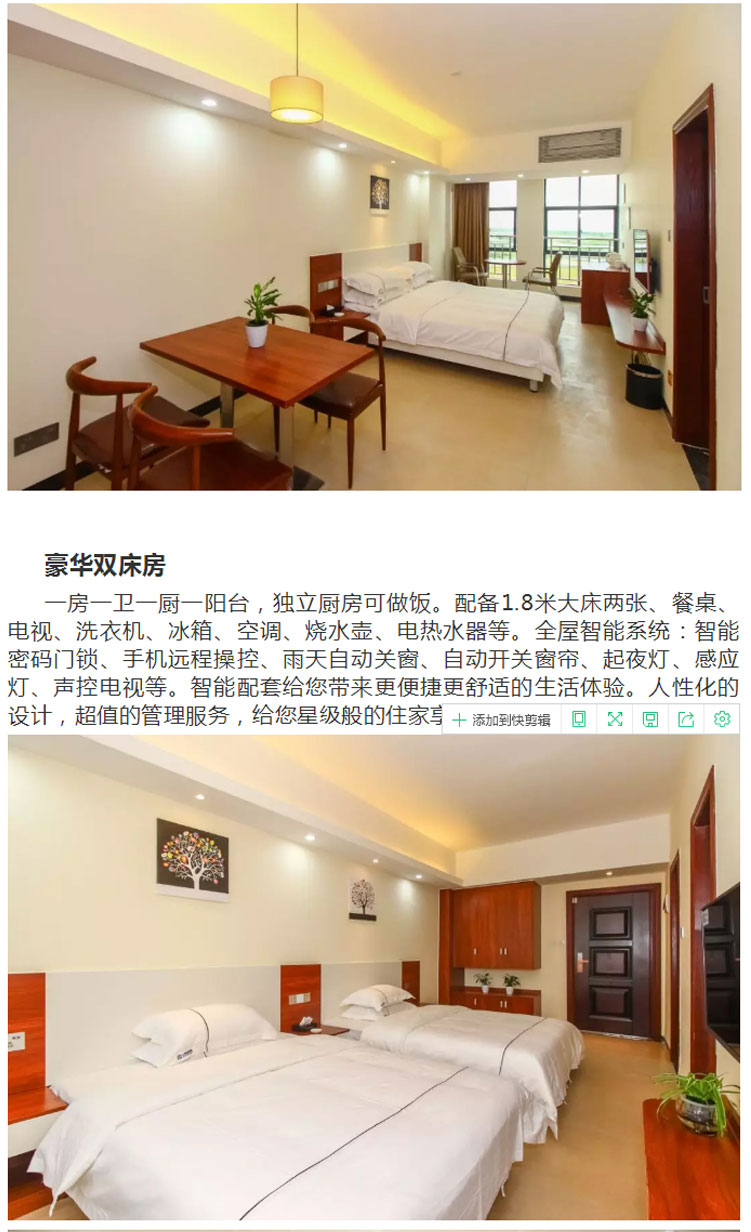 豪华双床房
一房一卫一厨一阳台，独立厨房可做饭。配备1.8米大床两张、餐桌、
电视、洗衣机、冰箱、空调、烧水壶、电热水器等。全屋智能系统：智能
密码门锁、手机远程操控、雨天自动关窗、自动开关窗帘、起夜灯、感应
灯、声控电视等。智能配套给您带来更便捷更舒适的生活体验。人性化的
设计，超值的管理服务，给您星级般的住家享
添加到快剪辑